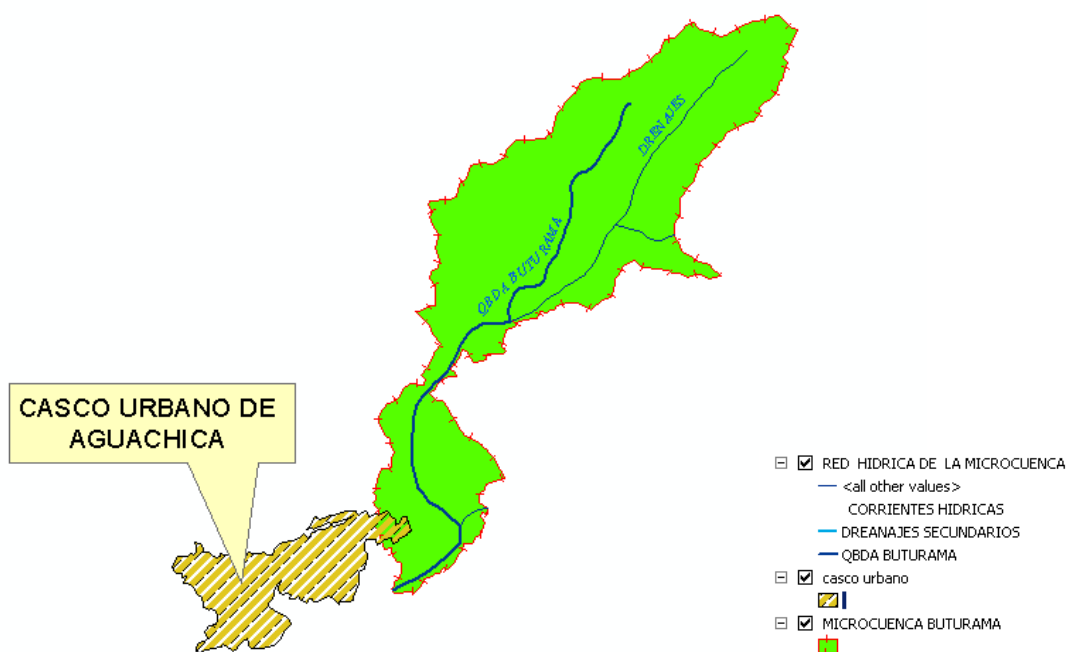 DRENAJES
QBDA BUTURAMA
CASCO URBANO DE
AGUACHICA
RED HIDRICA DE LA MICROCUENCA
<all other values>
CORRIENTES HIDRICAS
DREANAJES SECUNDARIOS
QBDA BUTURAMA
casco urbano
MICROCUENCA BUTURAMA